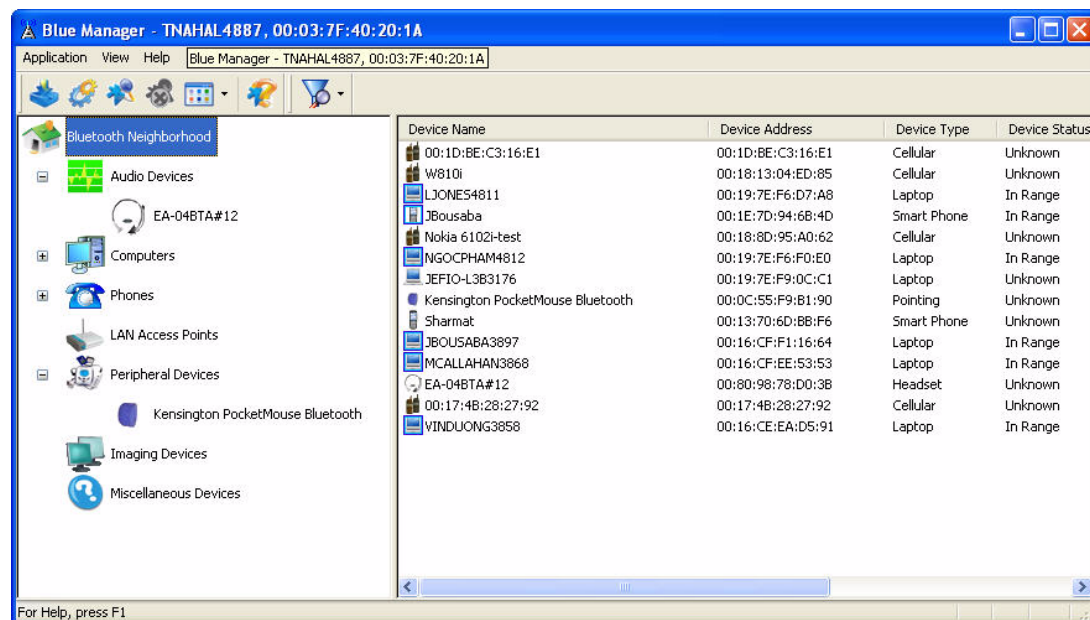 Blue Manager - TNAHAL4887, 00:03:7F:40:20:1A
Application View Help
Blue Manager - TNAHAL4887, 00:03:7F:40:20:1A
Bluetooth Neighborhood
Audio Devices
EA-04BTA#12
Computers
Phones
LAN Access Points
Peripheral Devices
Kensington PocketMouse Bluetooth
Imaging Devices
Miscellaneous Devices
Device Name Device Address Device Type Device Status
00:1D:BE:C3:16:E1 00:1D:BE:C3:16:E1 Cellular Unknown
W810i 00:18:13:04:ED:85 Cellular Unknown
LJONES4811 00:19:7E:F6:D7:A8 Laptop In Range
JBousaba 00:1E:7D:94:6B:4D Smart Phone In Range
Nokia 6102i-test 00:18:8D:95:A0:62 Cellular Unknown
NGOCPHAM4812 00:19:7E:F6:F0:E0 Laptop In Range
JEFIO-L3B3176 00:19:7E:F9:0C:C1 Laptop Unknown
Kensington PocketMouse Bluetooth 00:0C:55:F9:B1:90 Pointing Unknown
Sharmat 00:13:70:6D:BB:F6 Smart Phone Unknown
JBOUSABA3897 00:16:CF:F1:16:64 Laptop In Range
MCALLAHAN3868 00:16:CF:EE:53:53 Laptop In Range
EA-04BTA#12 00:80:98:78:D0:3B Headset Unknown
00:17:4B:28:27:92 00:17:4B:28:27:92 Cellular Unknown
VINDUONG3858 00:16:CE:EA:D5:91 Laptop In Range
For Help, press F1